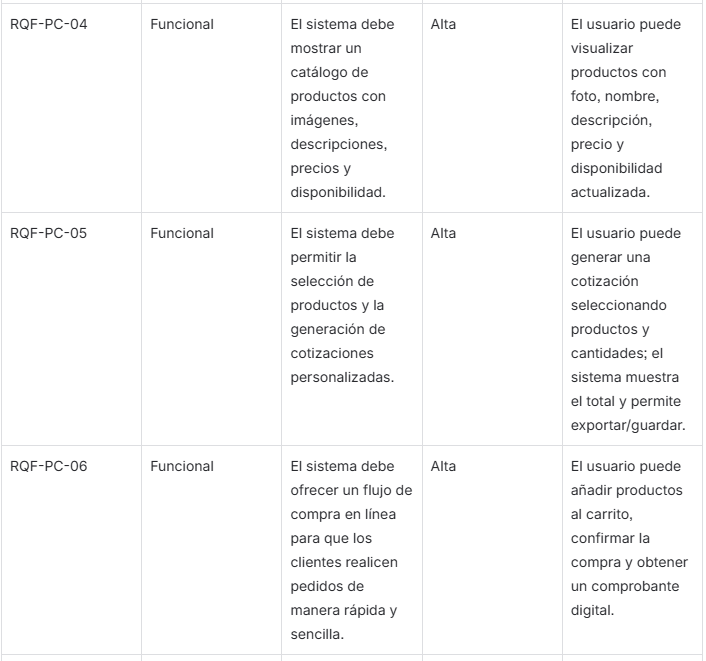 RQF-PC-04
Funcional
El sistema debe
mostrar un
catálogo de
productos con
imágenes,
descripciones,
precios y
disponibilidad.
Alta
El usuario puede
visualizar
productos con
foto, nombre,
descripción,
precio y
disponibilidad
actualizada.
RQF-PC-05
Funcional
El sistema debe
permitir la
selección de
productos y la
generación de
cotizaciones
personalizadas.
Alta
El usuario puede
generar una
cotización
seleccionando
productos y
cantidades; el
sistema muestra
el total y permite
exportar/guardar.
RQF-PC-06
Funcional
El sistema debe
ofrecer un flujo de
compra en línea
para que los
clientes realicen
pedidos de
manera rápida y
sencilla.
Alta
El usuario puede
añadir productos
al carrito,
confirmar la
compra y obtener
un comprobante
digital.